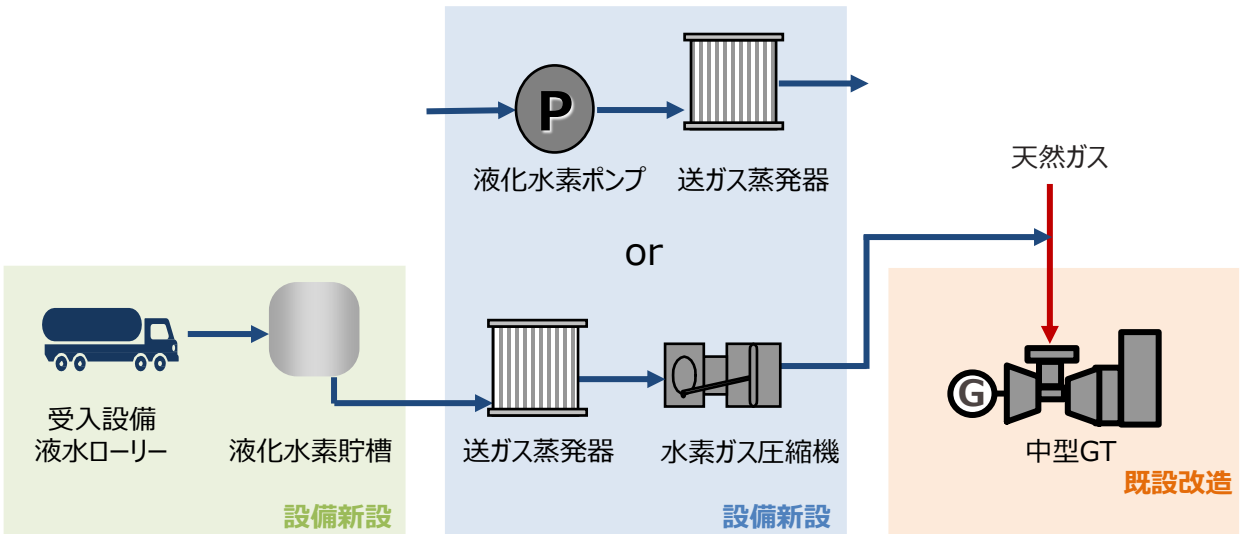 P
液化水素ポンプ
送ガス蒸発器
天然ガス
or
受入設備
液水ローリー
液化水素貯槽
設備新設
送ガス蒸発器
水素ガス圧縮機
設備新設
G
中型GT
既設改造